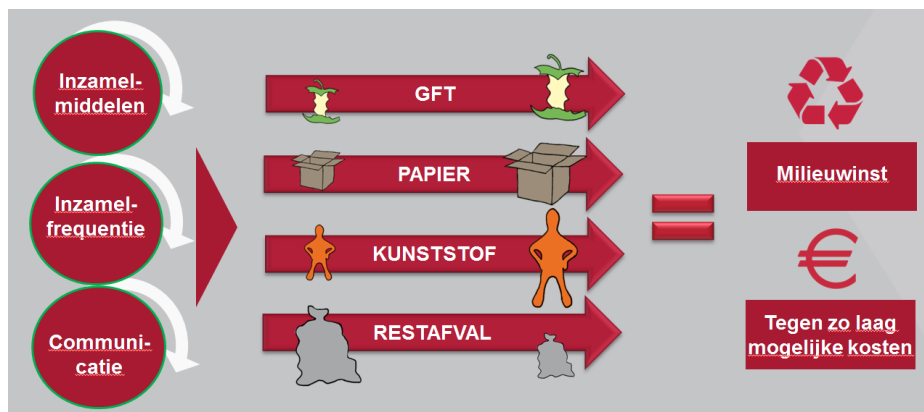 Inzamel-
middelen
Inzamel-
frequentie
Communi-
catie
GFT
PAPIER
KUNSTSTOF
RESTAFVAL
Milieuwinst
€
Tegen zo laag
mogelijke kosten